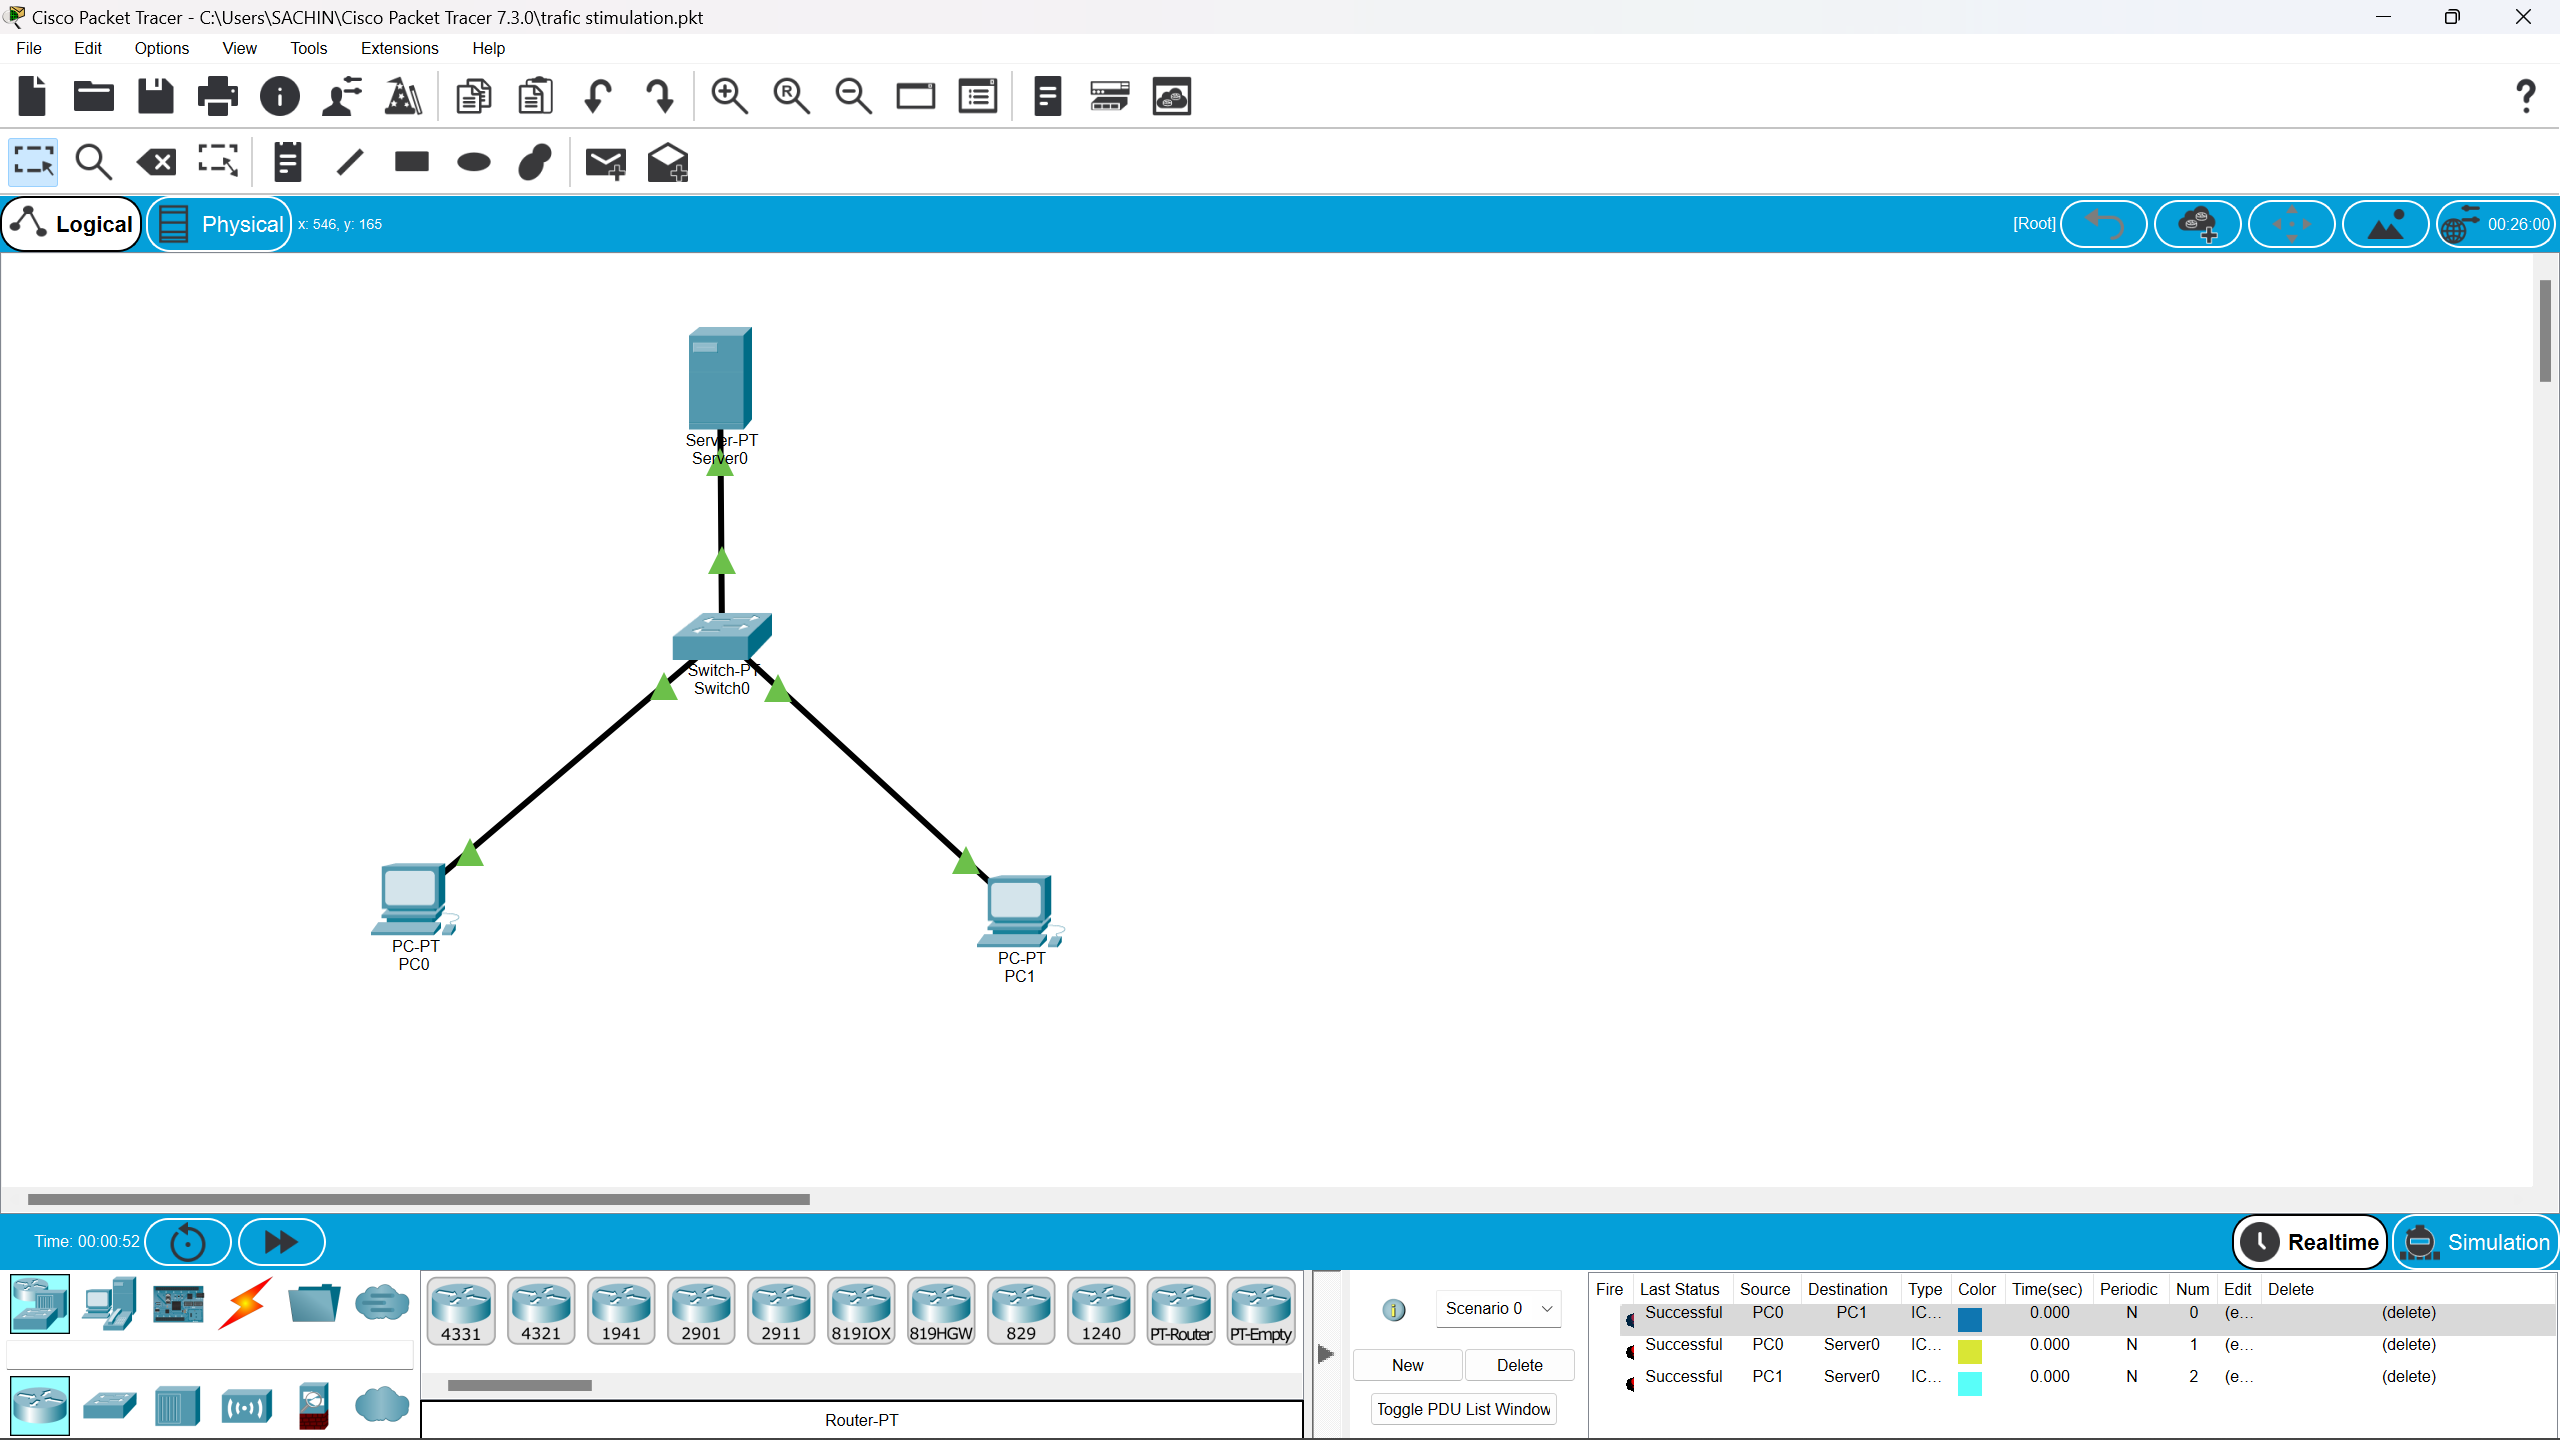 Cisco Packet Tracer - C:\Users\SACHIN\Cisco Packet Tracer 7.3.0\trafic stimulation.pkt
File Edit Options View Tools Extensions Help
Logical Physical x: 546, y: 165 [Root] 00:26:00
Server-PT
Server0
Switch-PT
Switch0
PC-PT
PC0
PC-PT
PC1
Time: 00:00:52 Realtime Simulation
4331 4321 1941 2901 2911 819IOX 819HGW 829 1240 PT-Router PT-Empty
Router-PT
Scenario 0
New Delete
Toggle PDU List Window
Fire Last Status Source Destination Type Color Time(sec) Periodic Num Edit Delete
Successful PC0 PC1 IC... 0.000 N 0 (e... (delete)
Successful PC0 Server0 IC... 0.000 N 1 (e... (delete)
Successful PC1 Server0 IC... 0.000 N 2 (e... (delete)